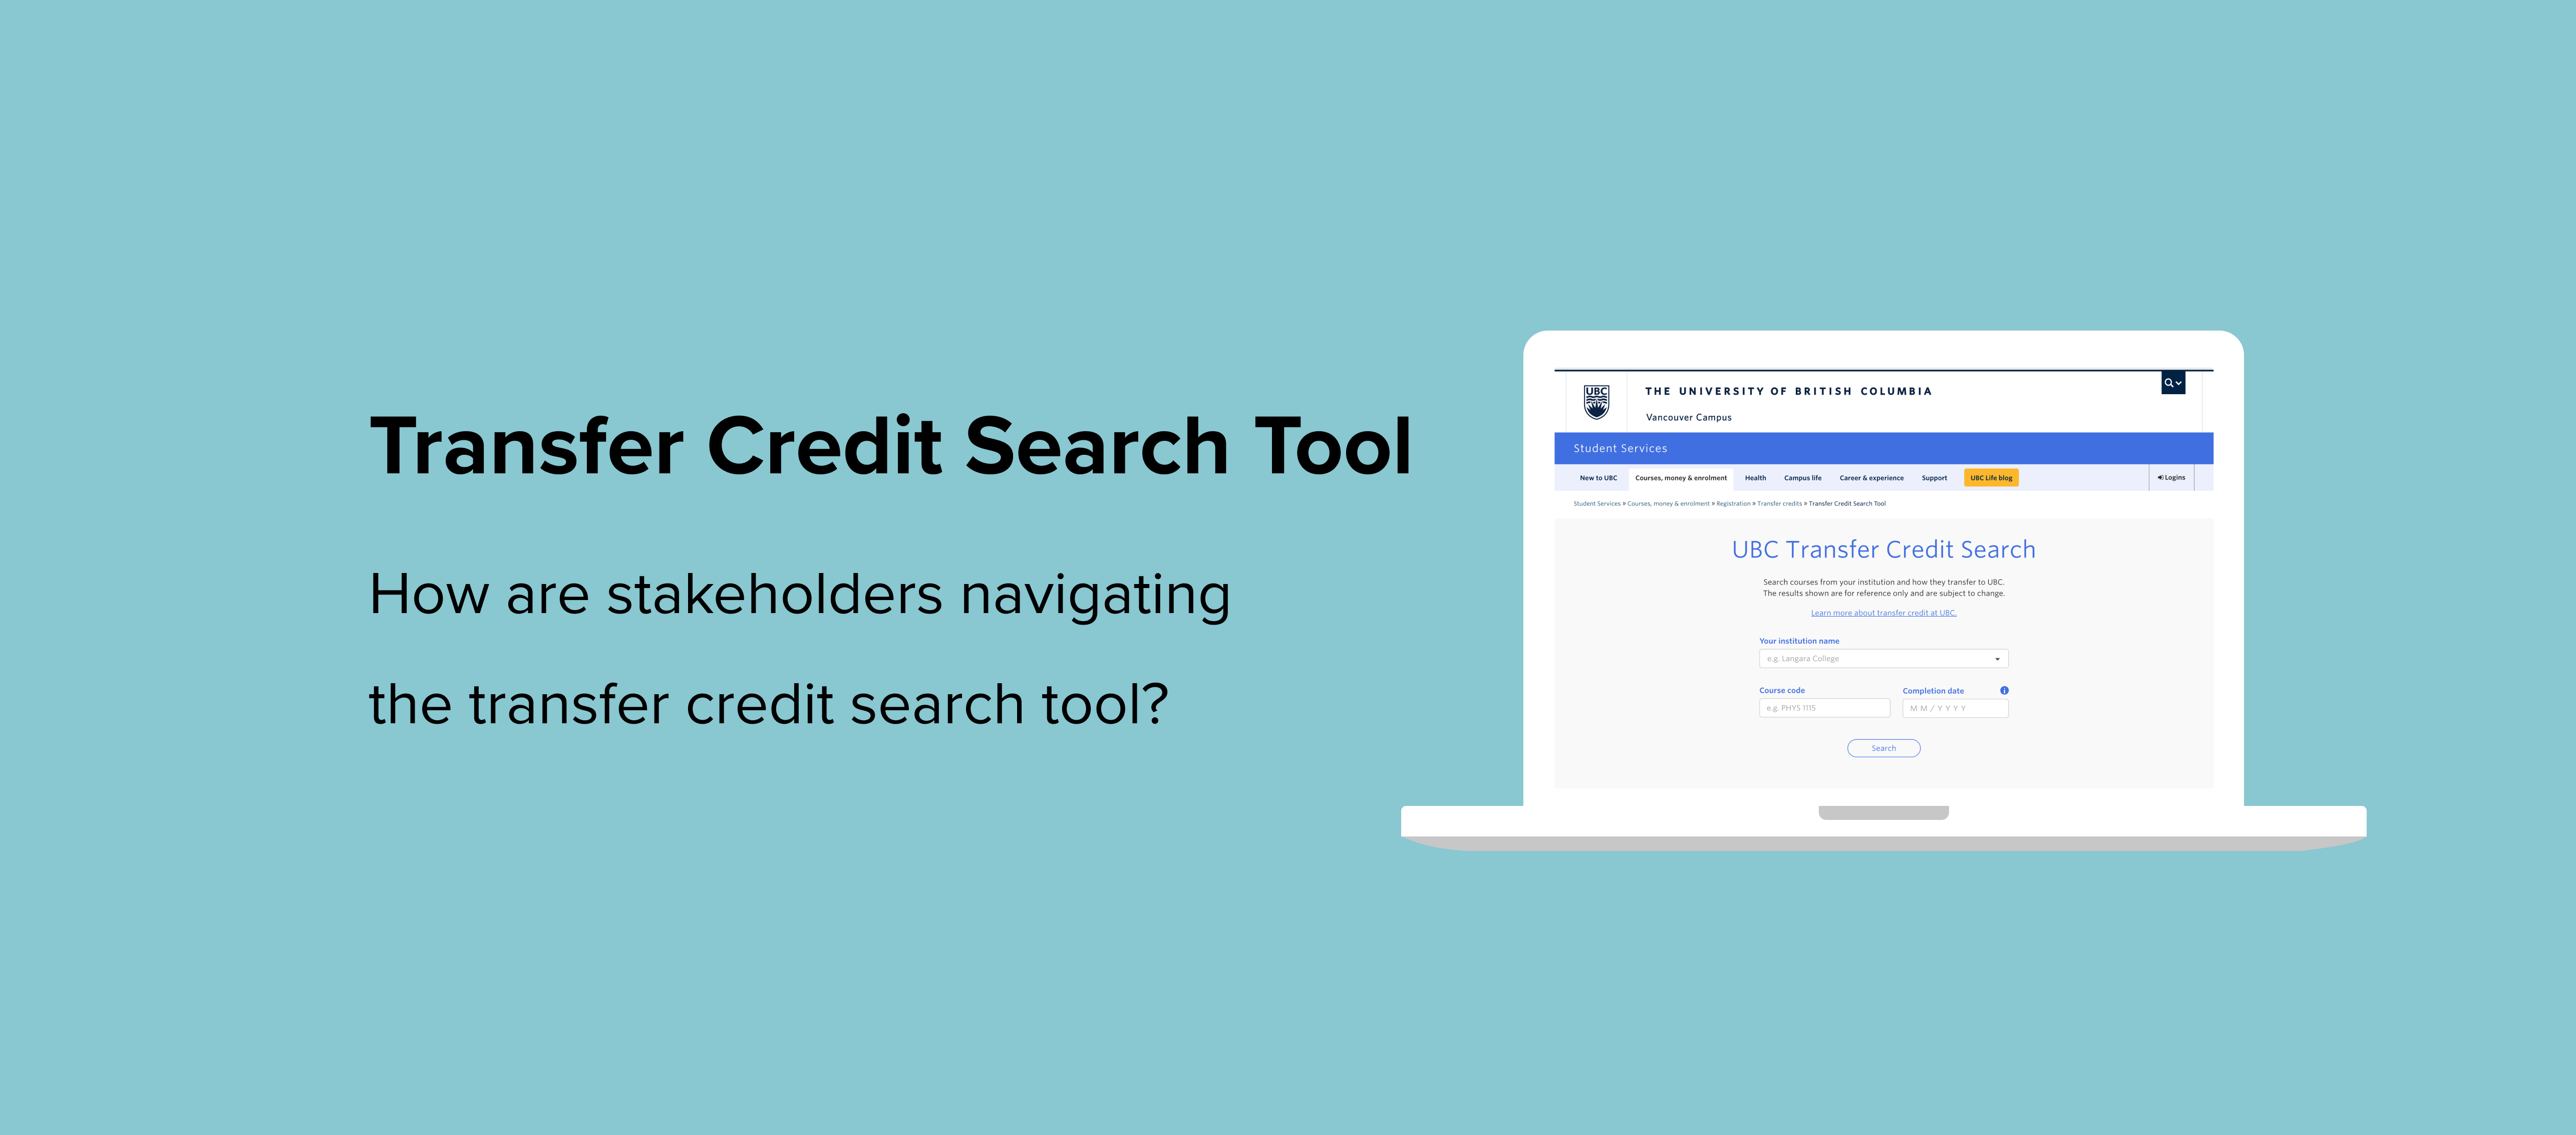 Transfer Credit Search Tool
How are stakeholders navigating
the transfer credit search tool?
UBC
THE UNIVERSITY OF BRITISH COLUMBIA
Vancouver Campus
Student Services
New to UBC Courses, money & enrolment Health Campus life Career & experience Support UBC Life blog Logins
Student Services » Courses, money & enrolment » Registration » Transfer credits » Transfer Credit Search Tool
UBC Transfer Credit Search
Search courses from your institution and how they transfer to UBC.
The results shown are for reference only and are subject to change.
Learn more about transfer credit at UBC.
Your institution name
e.g. Langara College
Course code Completion date
e.g. PHYS 1115 MM/YYYY
Search